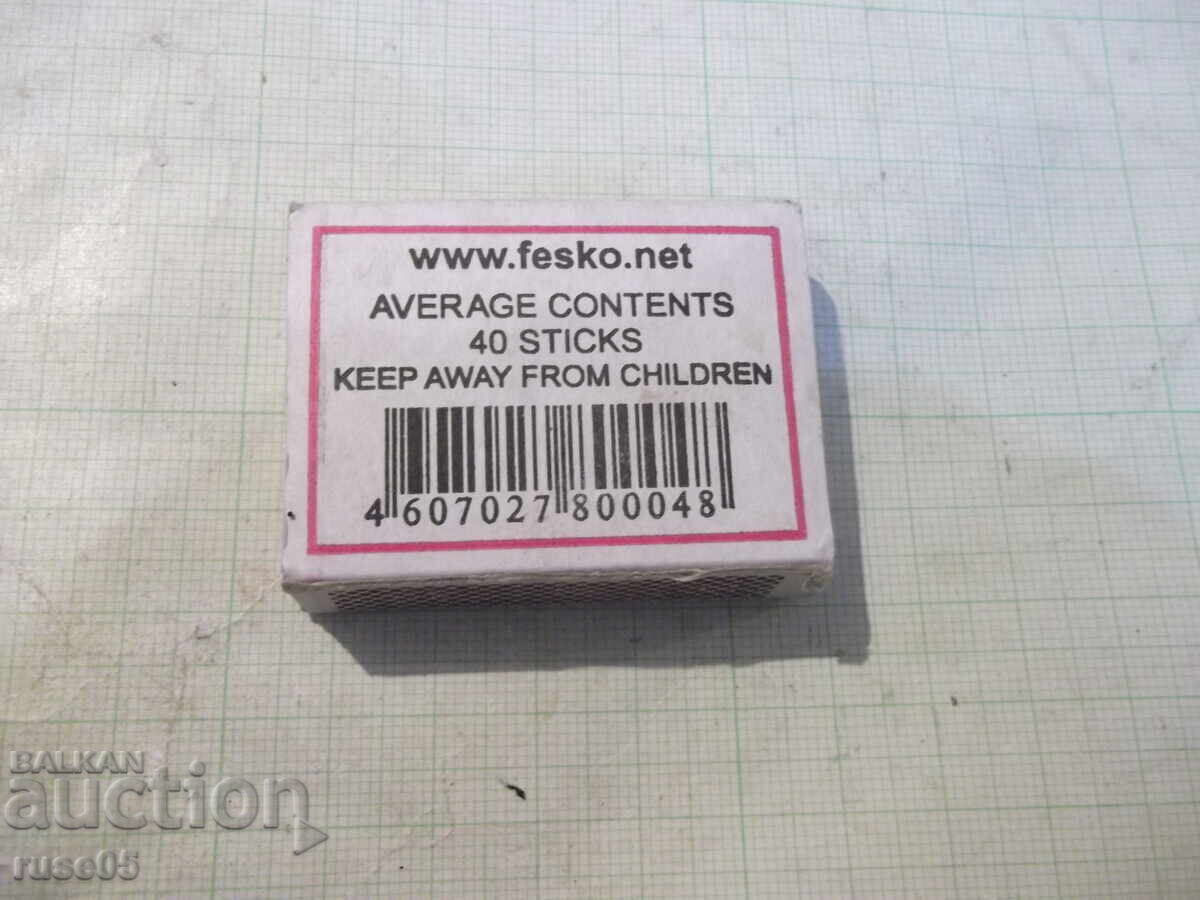 www.fesko.net
AVERAGE CONTENTS
40 STICKS
KEEP AWAY FROM CHILDREN
4 607027 800048
BALKAN
auction
ruse05